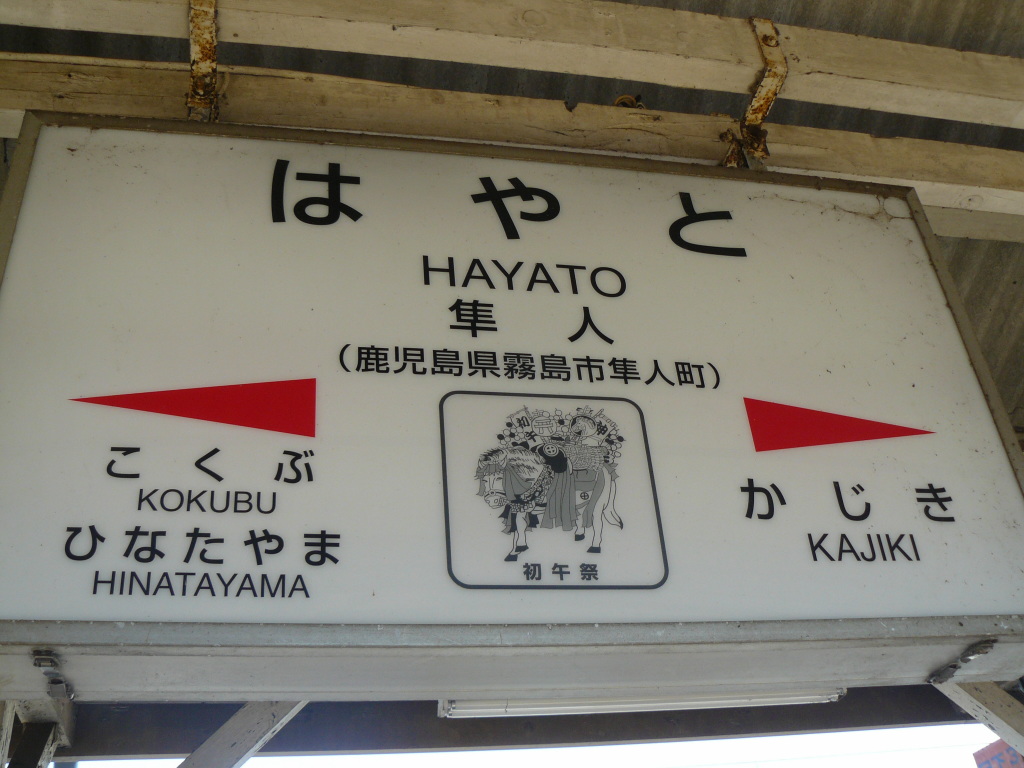 はやと
HAYATO
隼人
（鹿児島県霧島市隼人町）
こくぶ
KOKUBU
ひなたやま
HINATAYAMA
初午祭
かじき
KAJIKI